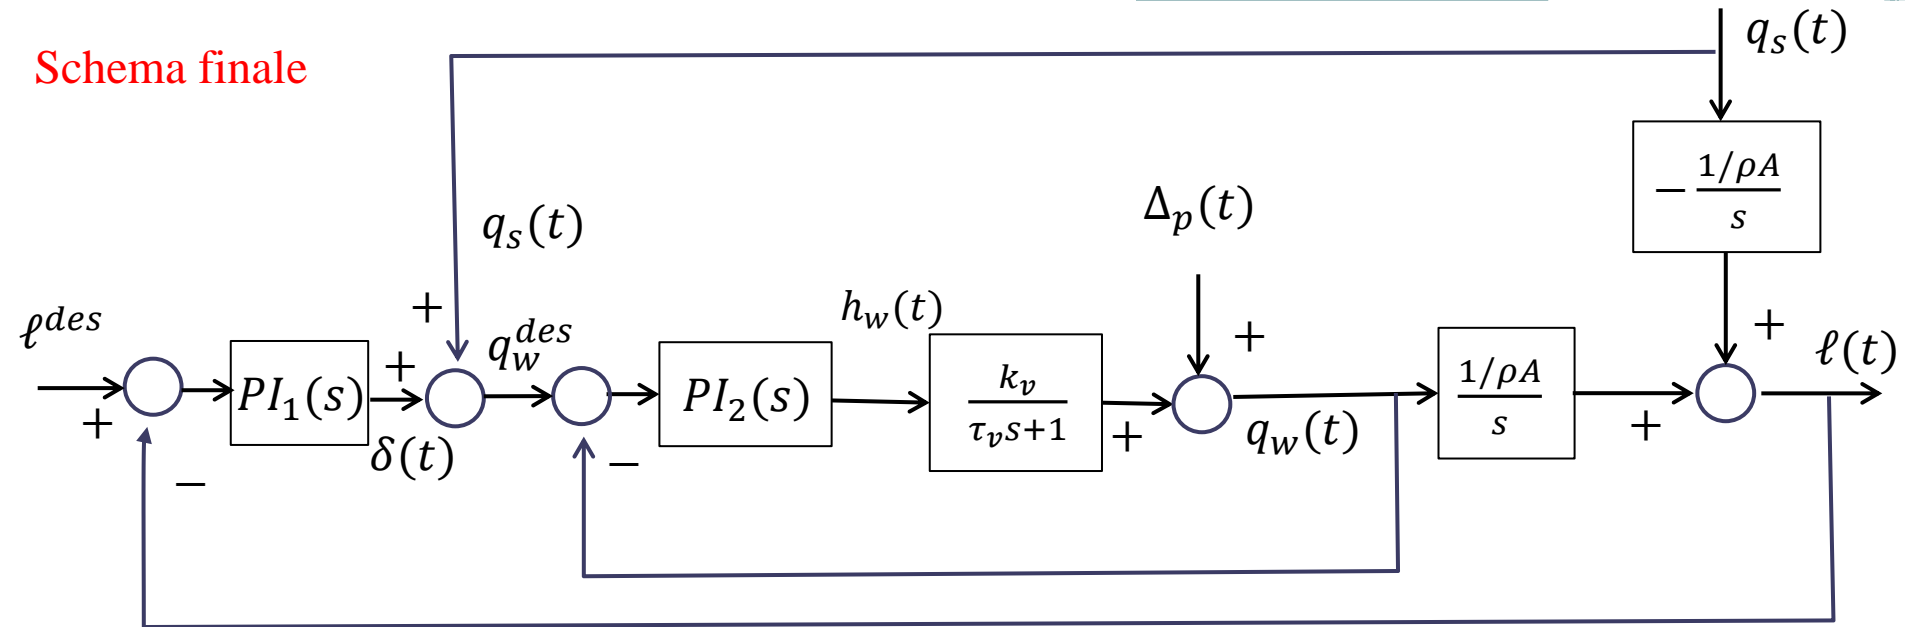 Schema finale
q_s(t)
− (1/ρA)/s
q_s(t)
Δ_p(t)
+
+
+
ℓ^des
+
−
PI_1(s)
+
δ(t)
q_w^des
−
PI_2(s)
h_w(t)
k_v/(τ_v s+1)
+
q_w(t)
(1/ρA)/s
+
ℓ(t)